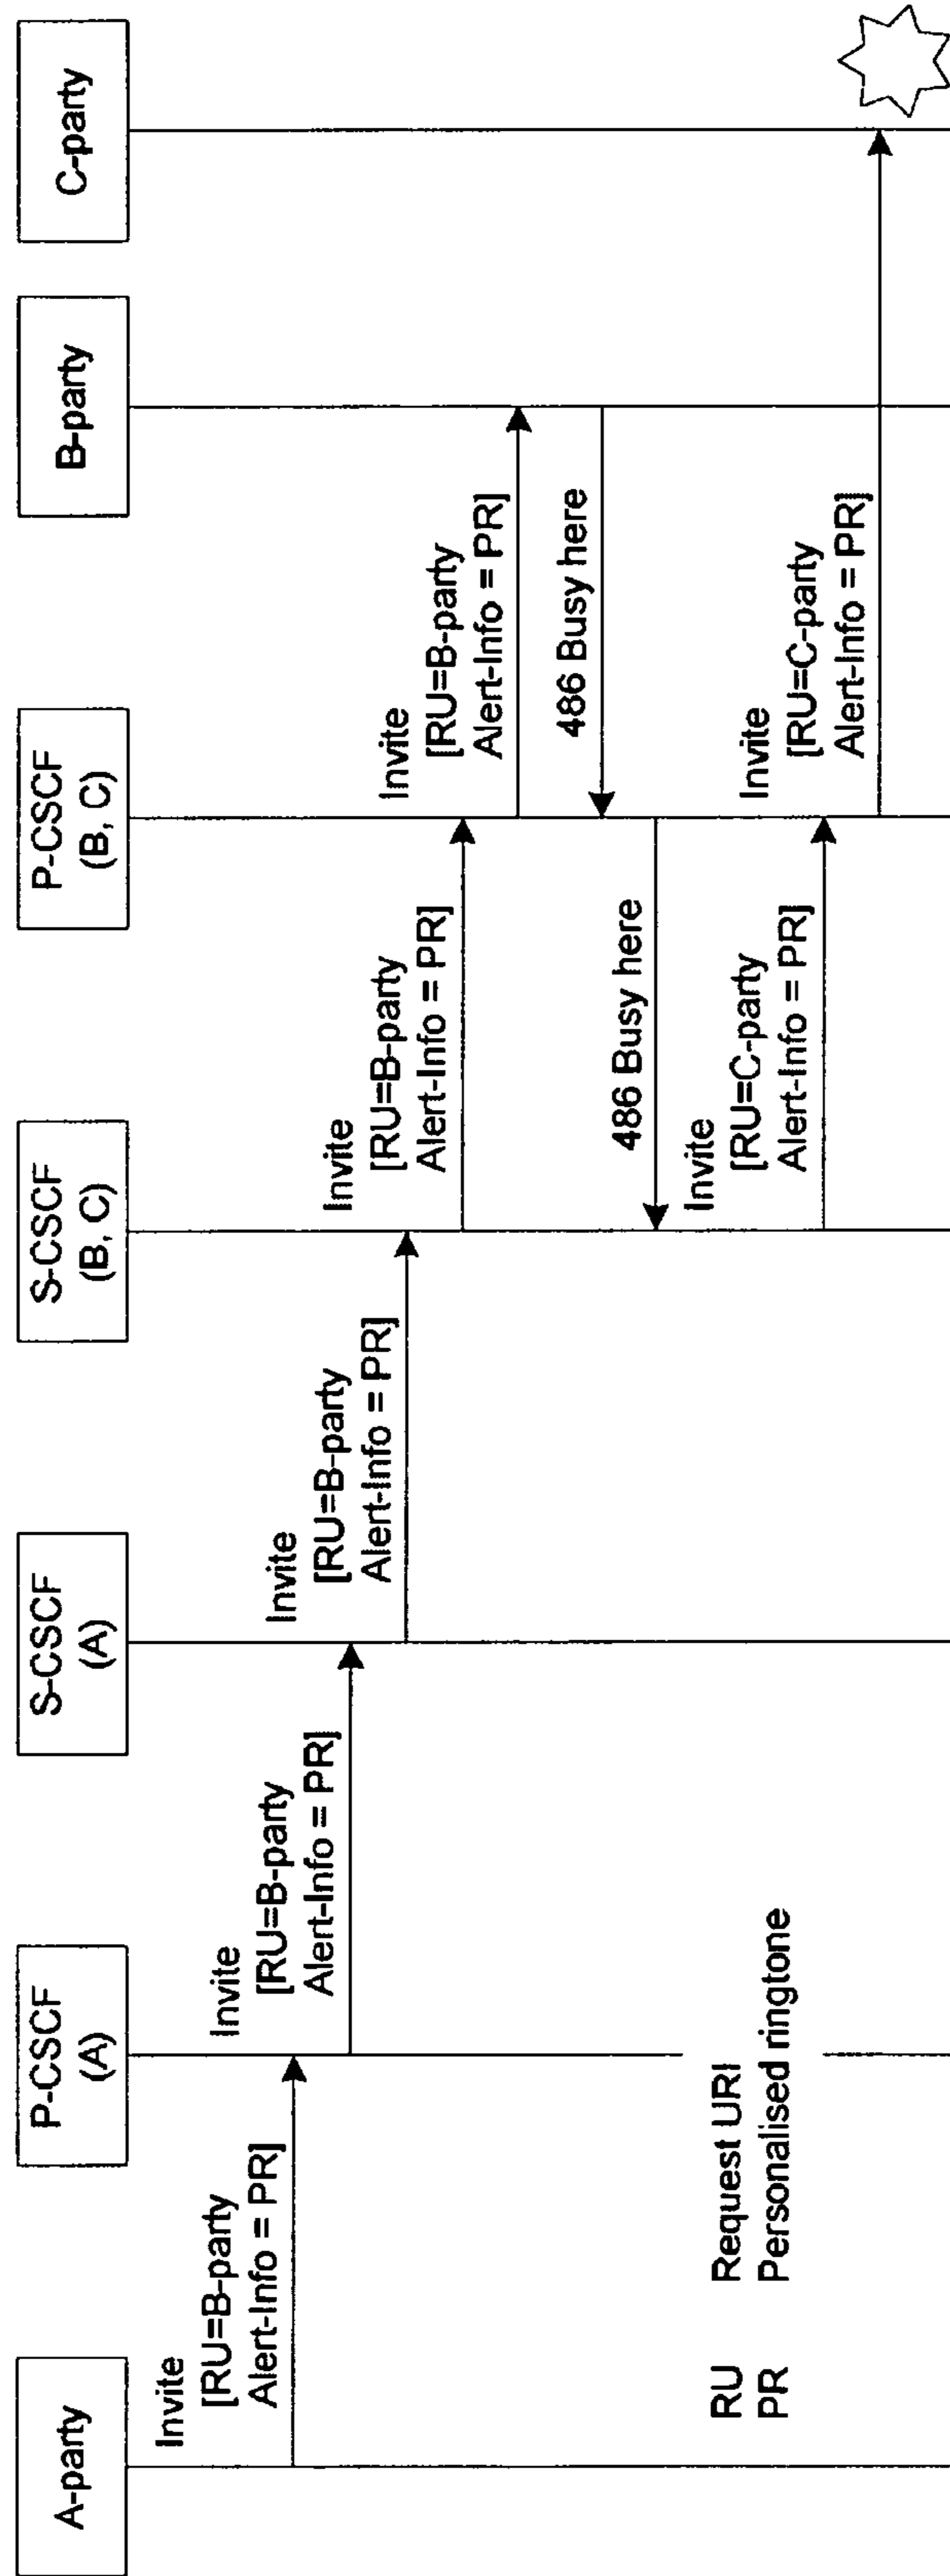 A-party
P-CSCF
(A)
S-CSCF
(A)
S-CSCF
(B, C)
P-CSCF
(B, C)
B-party
C-party
Invite
[RU=B-party
Alert-Info = PR]
Invite
[RU=B-party
Alert-Info = PR]
Invite
[RU=B-party
Alert-Info = PR]
Invite
[RU=B-party
Alert-Info = PR]
Invite
[RU=B-party
Alert-Info = PR]
486 Busy here
486 Busy here
Invite
[RU=C-party
Alert-Info = PR]
Invite
[RU=C-party
Alert-Info = PR]
RU Request URI
PR Personalised ringtone